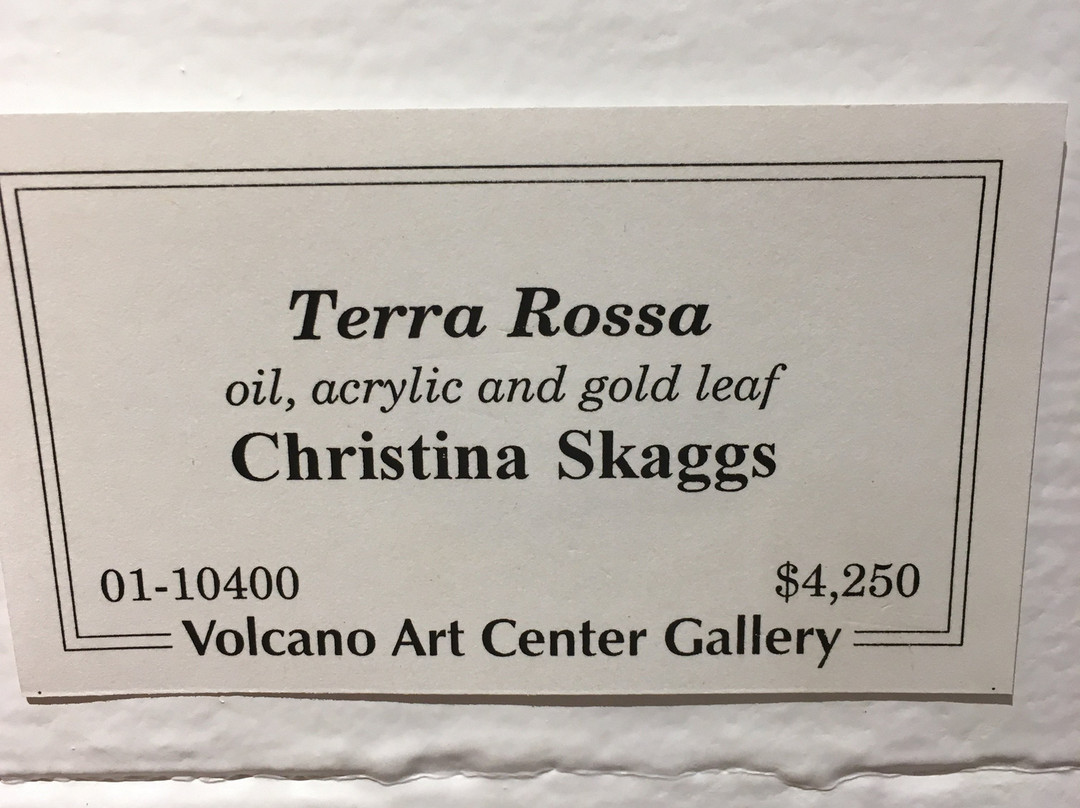 Terra Rossa
oil, acrylic and gold leaf
Christina Skaggs
01-10400 $4,250
Volcano Art Center Gallery